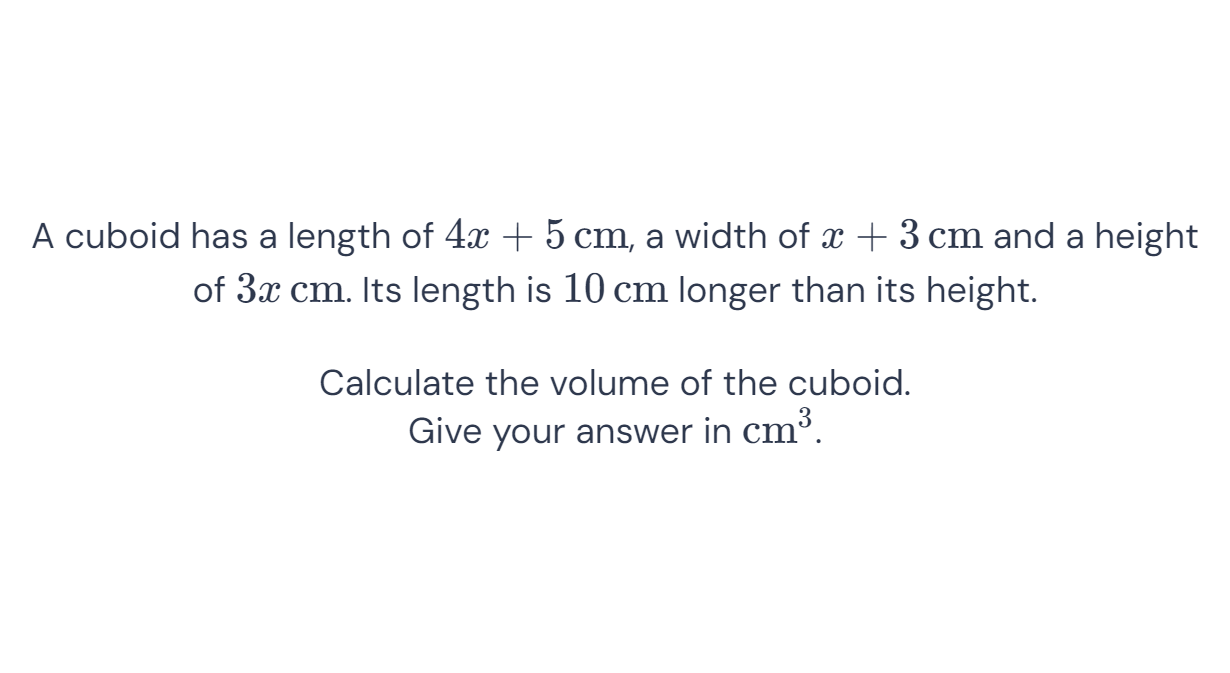 A cuboid has a length of 4x + 5 cm, a width of x + 3 cm and a height
of 3x cm. Its length is 10 cm longer than its height.
Calculate the volume of the cuboid.
Give your answer in cm³.